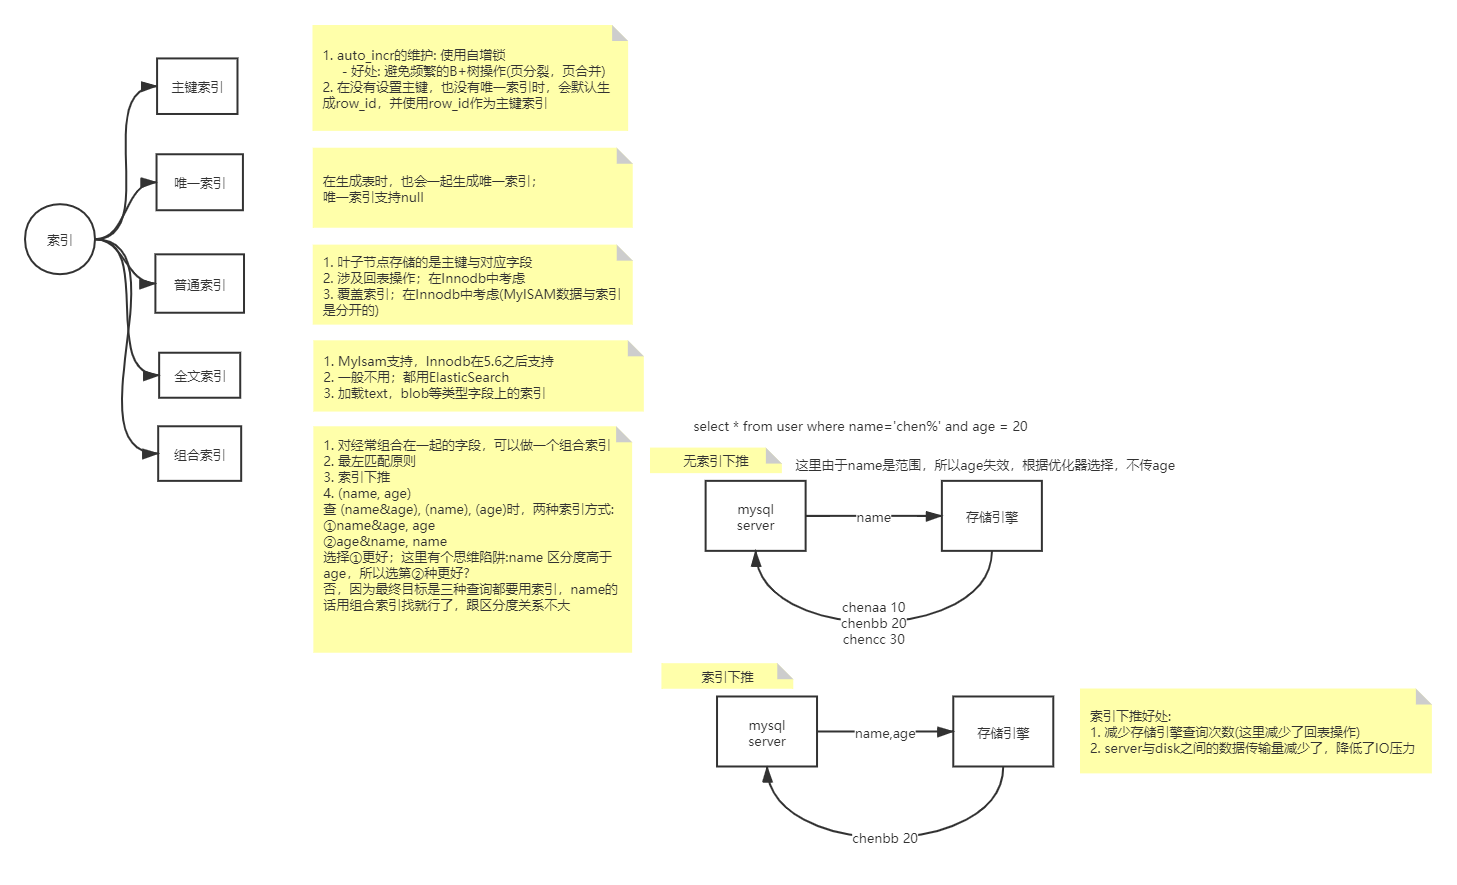 索引
主键索引
1. auto_incr的维护: 使用自增锁
- 好处: 避免频繁的B+树操作(页分裂，页合并)
2. 在没有设置主键，也没有唯一索引时，会默认生
成row_id，并使用row_id作为主键索引
唯一索引
在生成表时，也会一起生成唯一索引；
唯一索引支持null
普通索引
1. 叶子节点存储的是主键与对应字段
2. 涉及回表操作；在Innodb中考虑
3. 覆盖索引；在Innodb中考虑(MyISAM数据与索引
是分开的)
全文索引
1. MyIsam支持，Innodb在5.6之后支持
2. 一般不用；都用ElasticSearch
3. 加载text，blob等类型字段上的索引
组合索引
1. 对经常组合在一起的字段，可以做一个组合索引
2. 最左匹配原则
3. 索引下推
4. (name, age)
查 (name&age), (name), (age)时，两种索引方式:
①name&age, age
②age&name, name
选择①更好；这里有个思维陷阱:name 区分度高于
age，所以选第②种更好?
否，因为最终目标是三种查询都要用索引，name的
话用组合索引找就行了，跟区分度关系不大
select * from user where name='chen%' and age = 20
无索引下推
这里由于name是范围，所以age失效，根据优化器选择，不传age
mysql
server
name
存储引擎
chenaa 10
chenbb 20
chencc 30
索引下推
mysql
server
name,age
存储引擎
chenbb 20
索引下推好处:
1. 减少存储引擎查询次数(这里减少了回表操作)
2. server与disk之间的数据传输量减少了，降低了IO压力